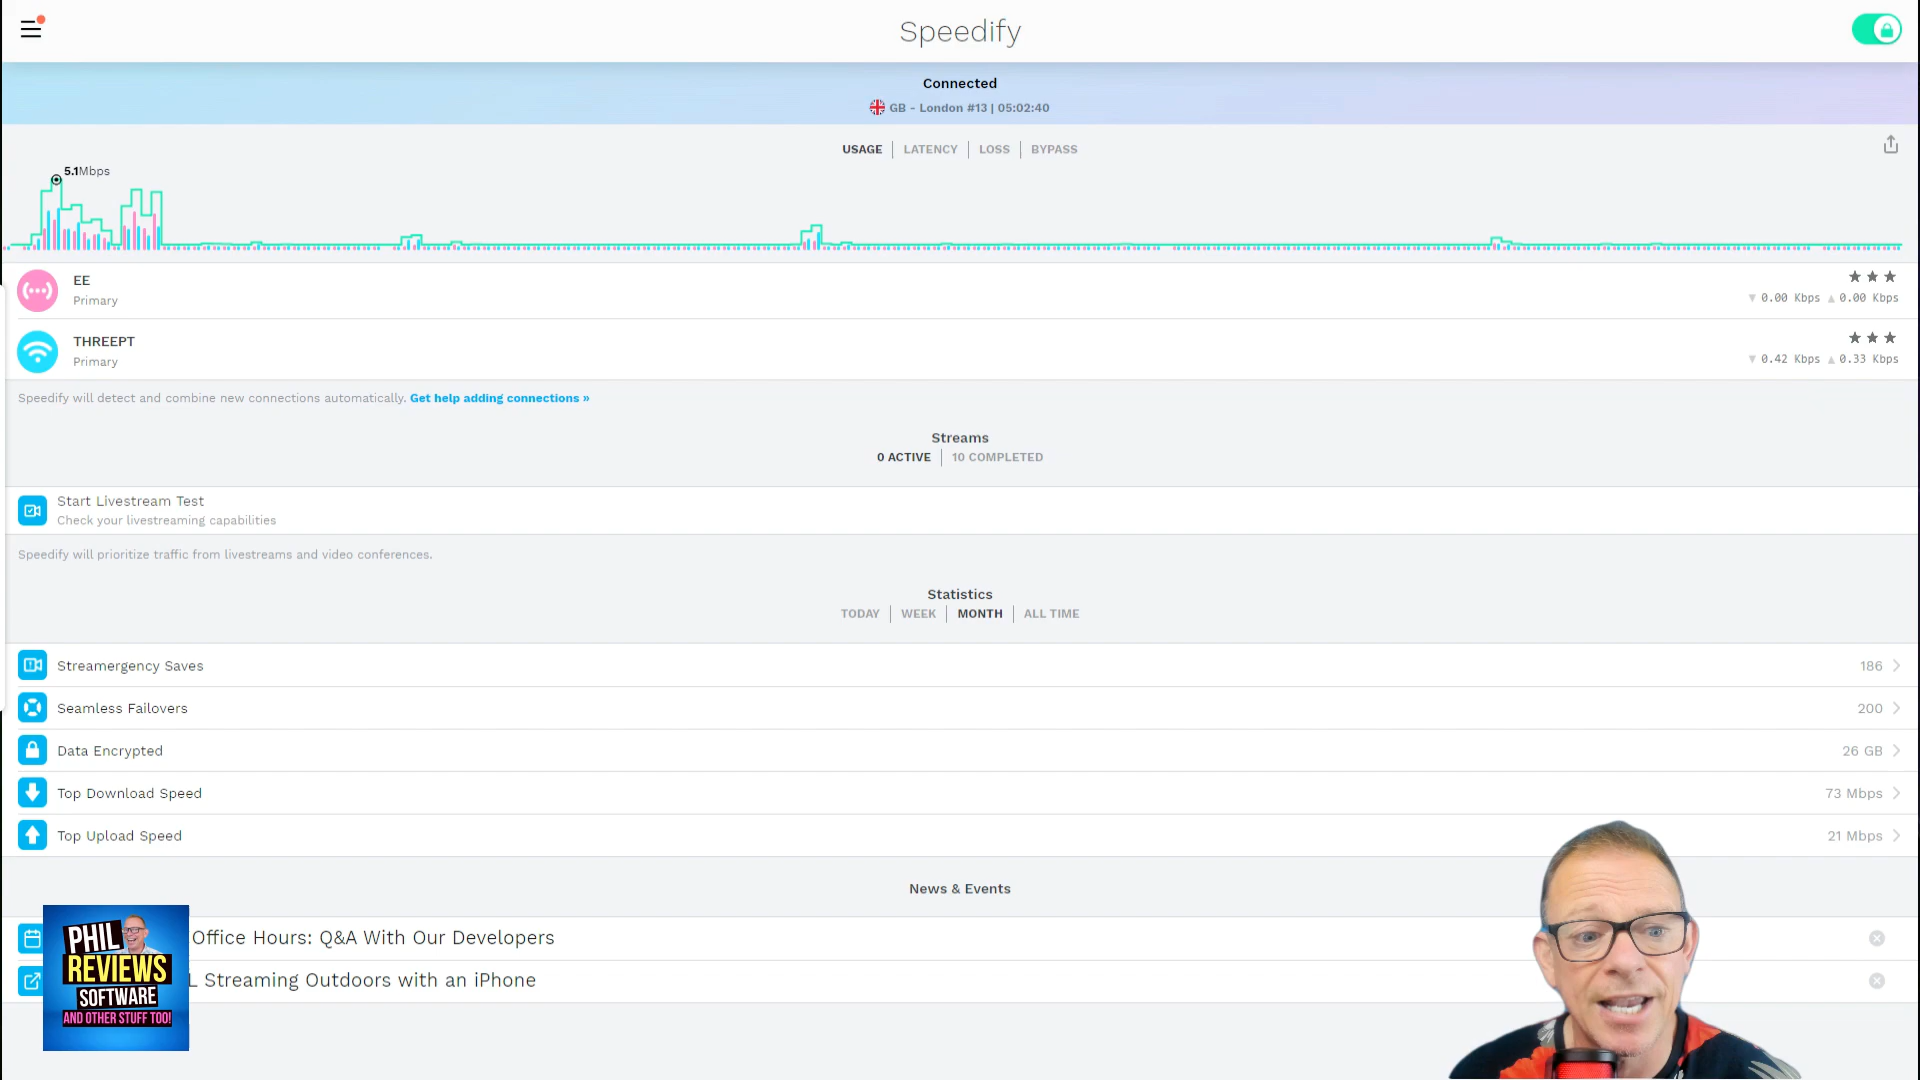 Speedify
Connected
GB - London #13 | 05:02:40
USAGE
LATENCY
LOSS
BYPASS
5.1Mbps
EE
Primary
0.00 Kbps
0.00 Kbps
THREEPT
Primary
0.42 Kbps
0.33 Kbps
Speedify will detect and combine new connections automatically. Get help adding connections »
Streams
0 ACTIVE
10 COMPLETED
Start Livestream Test
Check your livestreaming capabilities
Speedify will prioritize traffic from livestreams and video conferences.
Statistics
TODAY
WEEK
MONTH
ALL TIME
Streamergency Saves
186
Seamless Failovers
200
Data Encrypted
26 GB
Top Download Speed
73 Mbps
Top Upload Speed
21 Mbps
News & Events
Office Hours: Q&A With Our Developers
Streaming Outdoors with an iPhone
PHIL
REVIEWS
SOFTWARE
AND OTHER STUFF TOO!